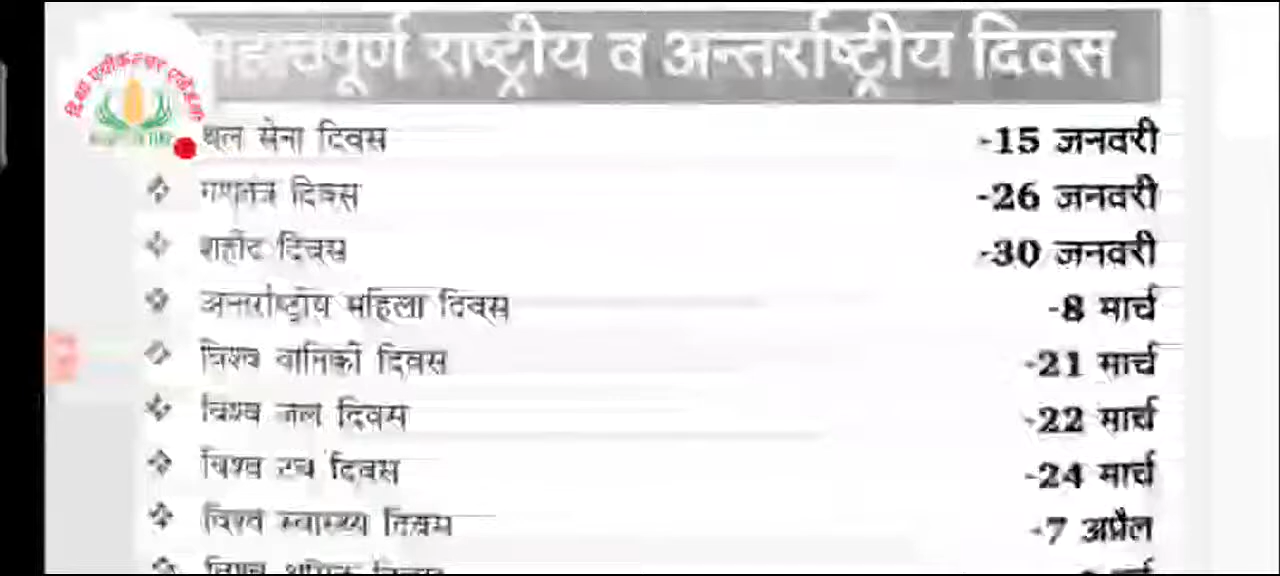 महत्वपूर्ण राष्ट्रीय व अन्तर्राष्ट्रीय दिवस
थल सेना दिवस -15 जनवरी
गणतंत्र दिवस -26 जनवरी
शहीद दिवस -30 जनवरी
अन्तर्राष्ट्रीय महिला दिवस -8 मार्च
विश्व वानिकी दिवस -21 मार्च
विश्व जल दिवस -22 मार्च
विश्व दिवस -24 मार्च
विश्व स्वास्थ्य दिवस -7 अप्रैल